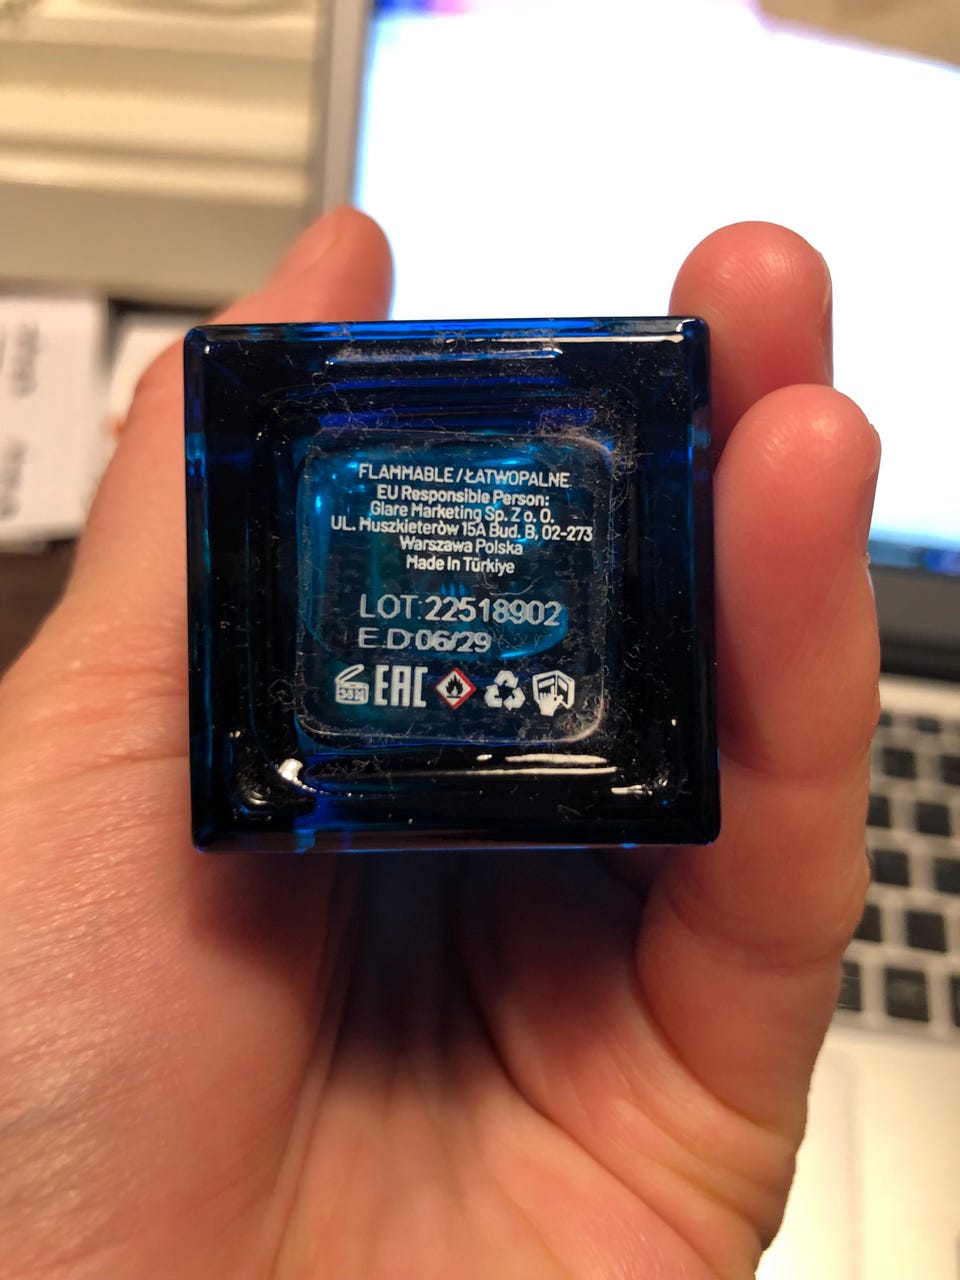 FLAMMABLE / ŁATWOPALNE
EU Responsible Person:
Glare Marketing Sp. Z o. O.
UL. Muszkieteròw 15A Bud. B, 02-273
Warszawa Polska
Made In Türkiye
LOT:22518902
E.D:06/29
EAC